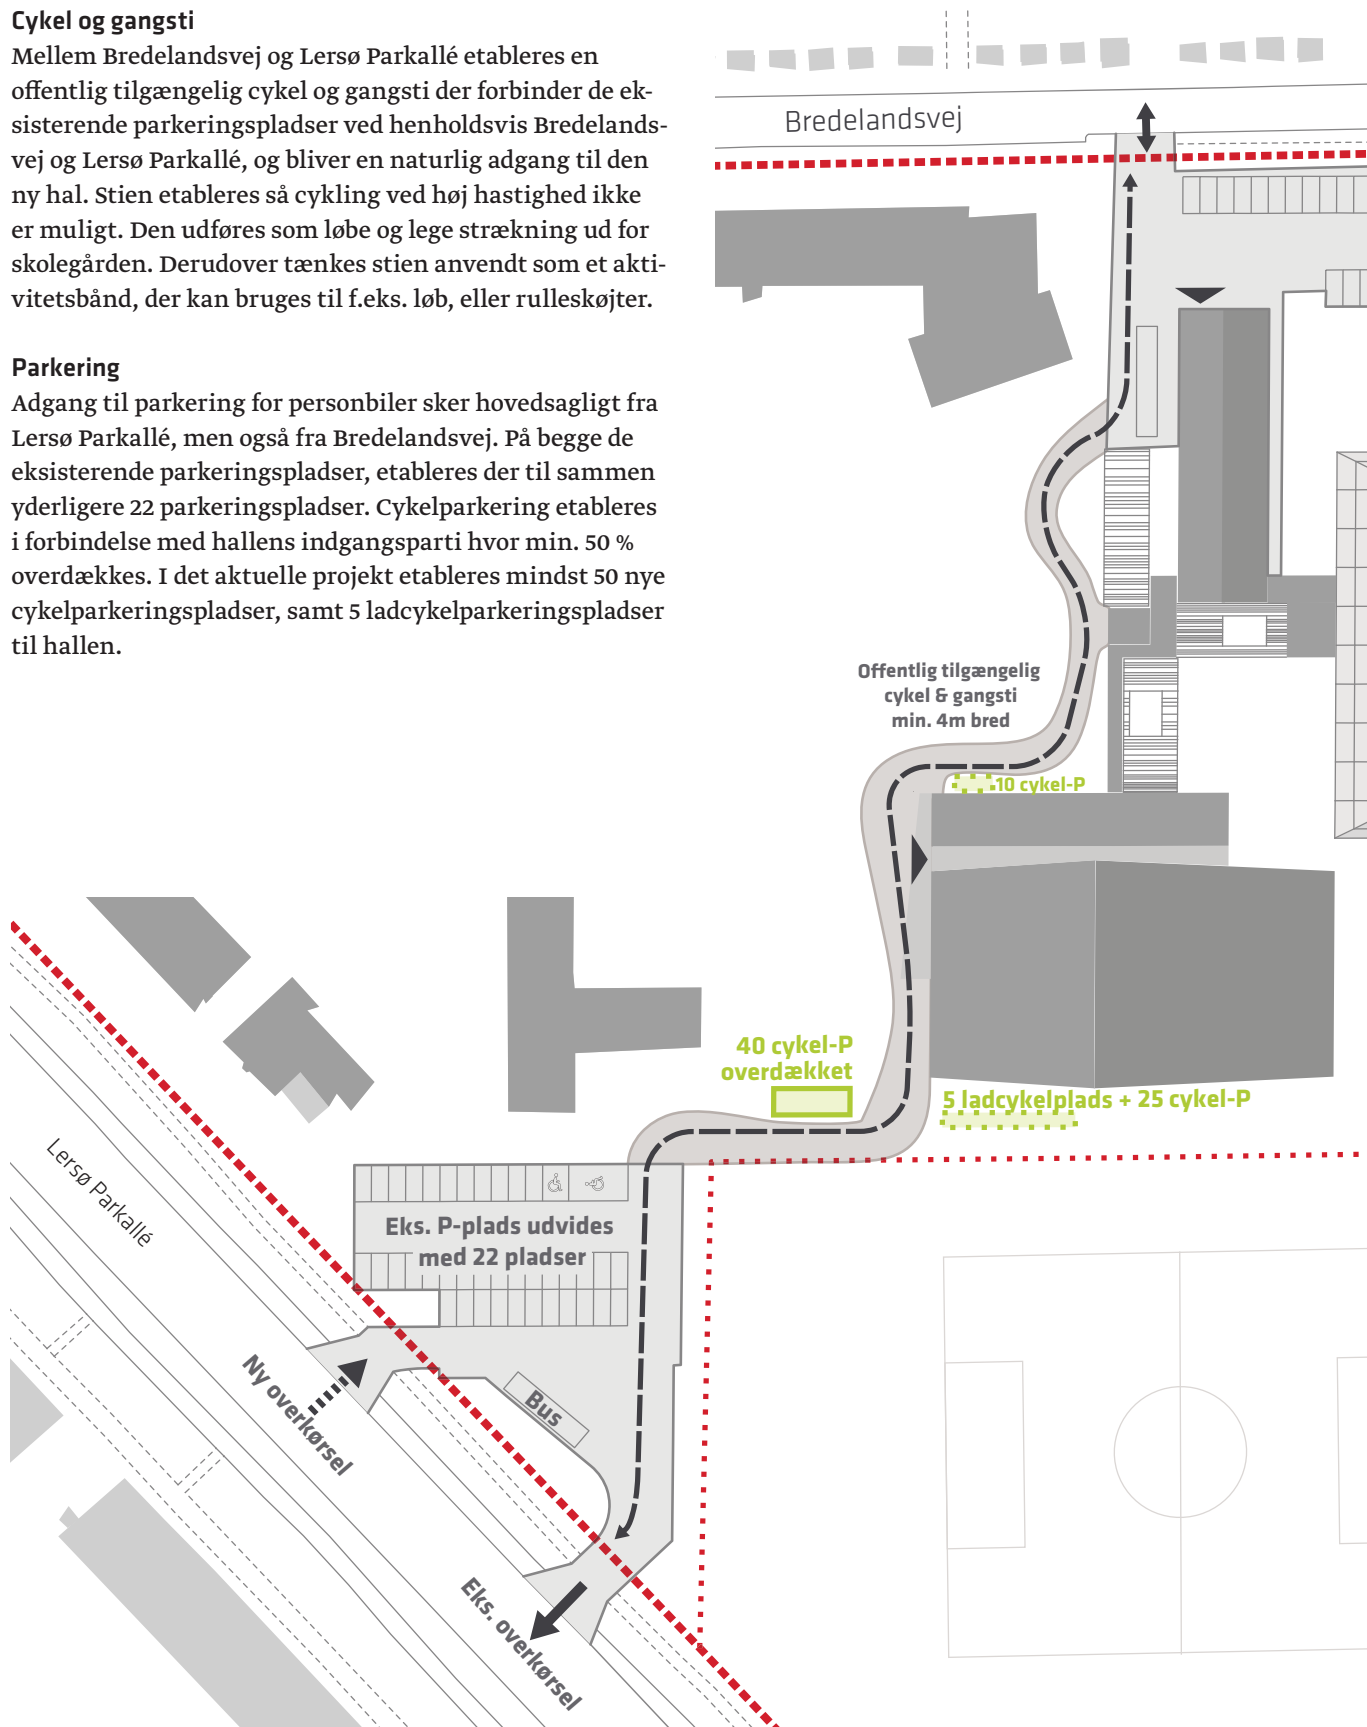 Cykel og gangsti
Mellem Bredelandsvej og Lersø Parkallé etableres en
offentlig tilgængelig cykel og gangsti der forbinder de ek-
sisterende parkeringspladser ved henholdsvis Bredelands-
vej og Lersø Parkallé, og bliver en naturlig adgang til den
ny hal. Stien etableres så cykling ved høj hastighed ikke
er muligt. Den udføres som løbe og lege strækning ud for
skolegården. Derudover tænkes stien anvendt som et akti-
vitetsbånd, der kan bruges til f.eks. løb, eller rulleskøjter.
Parkering
Adgang til parkering for personbiler sker hovedsagligt fra
Lersø Parkallé, men også fra Bredelandsvej. På begge de
eksisterende parkeringspladser, etableres der til sammen
yderligere 22 parkeringspladser. Cykelparkering etableres
i forbindelse med hallens indgangsparti hvor min. 50 %
overdækkes. I det aktuelle projekt etableres mindst 50 nye
cykelparkeringspladser, samt 5 ladcykelparkeringspladser
til hallen.
Bredelandsvej
Offentlig tilgængelig
cykel & gangsti
min. 4m bred
10 cykel-P
40 cykel-P
overdækket
5 ladcykelplads + 25 cykel-P
Lersø Parkallé
Eks. P-plads udvides
med 22 pladser
Ny overkørsel
Bus
Eks. overkørsel